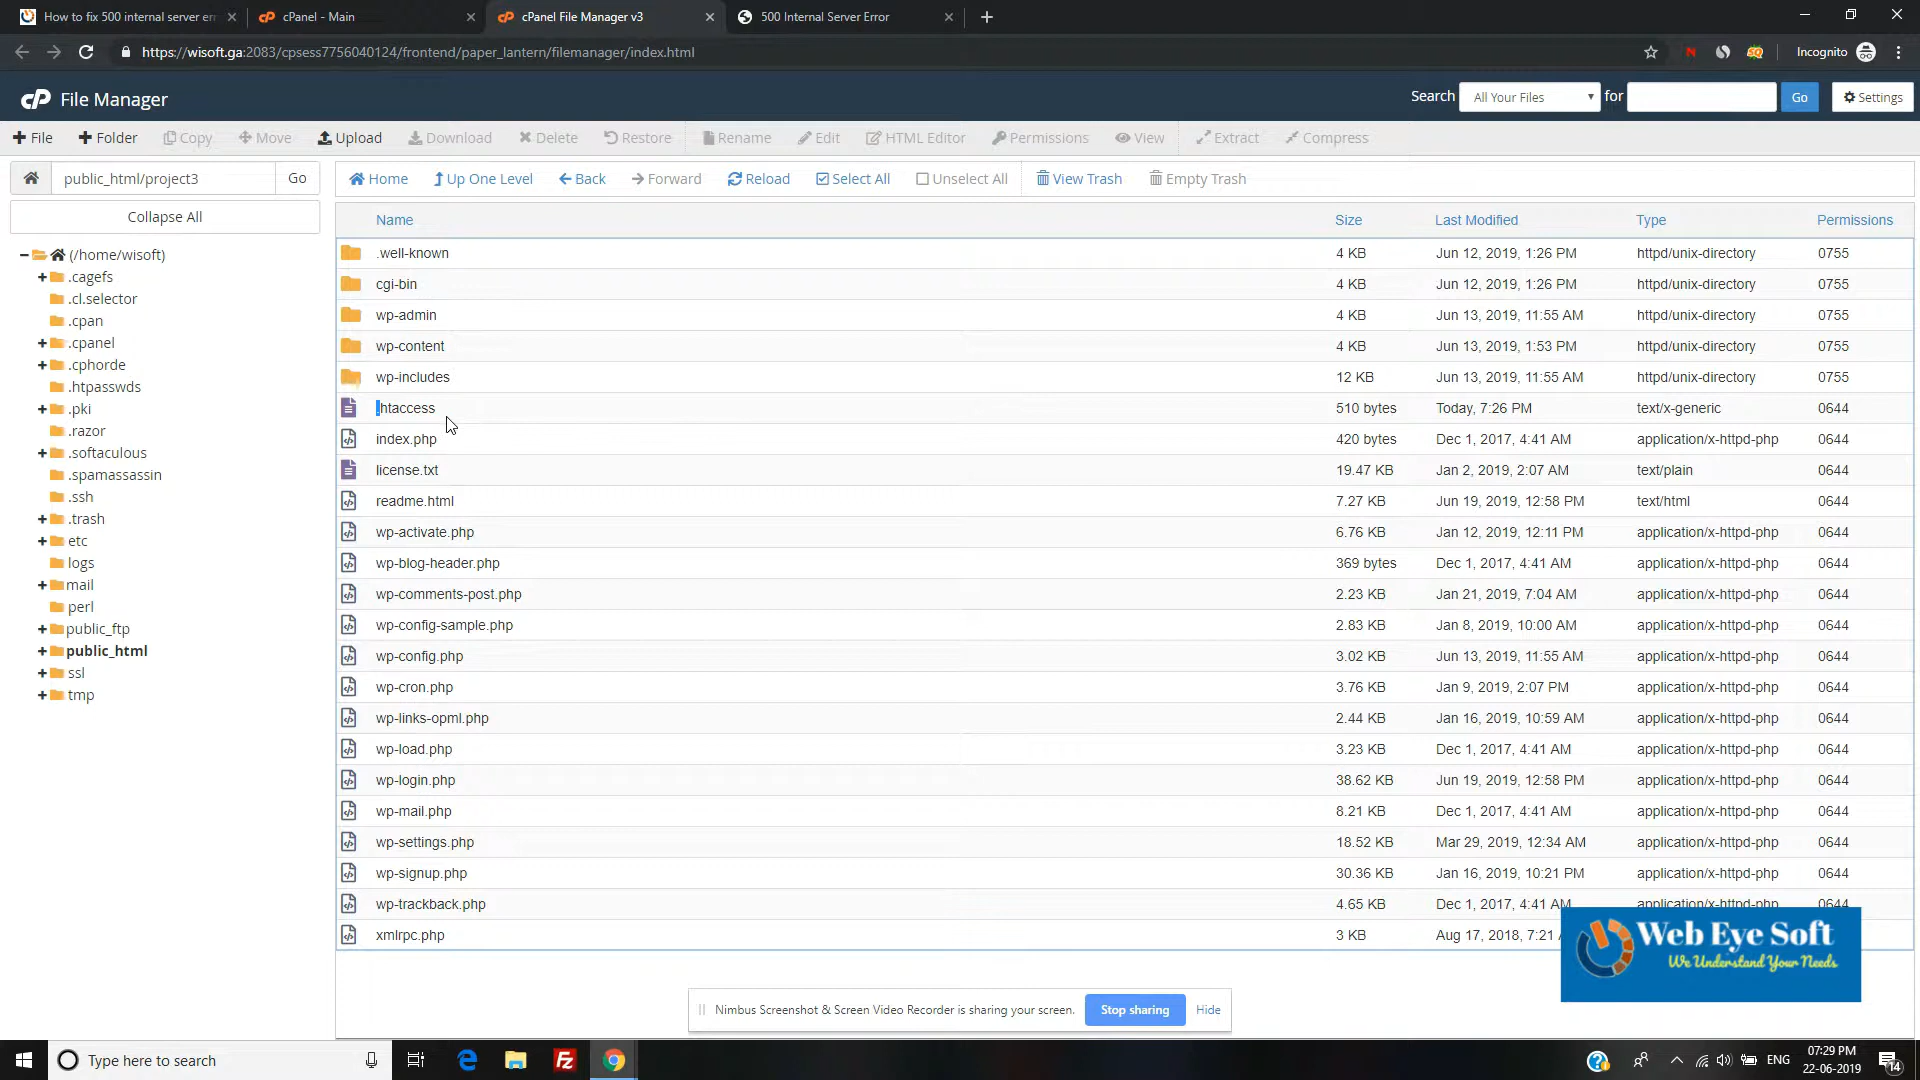 How to fix 500 internal server err
cPanel - Main
cPanel File Manager v3
500 Internal Server Error
https://wisoft.ga:2083/cpsess7756040124/frontend/paper_lantern/filemanager/index.html
Incognito
cP File Manager
Search All Your Files for Go Settings
File Folder Copy Move Upload Download Delete Restore Rename Edit HTML Editor Permissions View Extract Compress
public_html/project3 Go
Home Up One Level Back Forward Reload Select All Unselect All View Trash Empty Trash
Collapse All
(/home/wisoft)
.cagefs
.cl.selector
.cpan
.cpanel
.cphorde
.htpasswds
.pki
.razor
.softaculous
.spamassassin
.ssh
.trash
etc
logs
mail
perl
public_ftp
public_html
ssl
tmp
Name Size Last Modified Type Permissions
.well-known 4 KB Jun 12, 2019, 1:26 PM httpd/unix-directory 0755
cgi-bin 4 KB Jun 12, 2019, 1:26 PM httpd/unix-directory 0755
wp-admin 4 KB Jun 13, 2019, 11:55 AM httpd/unix-directory 0755
wp-content 4 KB Jun 13, 2019, 1:53 PM httpd/unix-directory 0755
wp-includes 12 KB Jun 13, 2019, 11:55 AM httpd/unix-directory 0755
.htaccess 510 bytes Today, 7:26 PM text/x-generic 0644
index.php 420 bytes Dec 1, 2017, 4:41 AM application/x-httpd-php 0644
license.txt 19.47 KB Jan 2, 2019, 2:07 AM text/plain 0644
readme.html 7.27 KB Jun 19, 2019, 12:58 PM text/html 0644
wp-activate.php 6.76 KB Jan 12, 2019, 12:11 PM application/x-httpd-php 0644
wp-blog-header.php 369 bytes Dec 1, 2017, 4:41 AM application/x-httpd-php 0644
wp-comments-post.php 2.23 KB Jan 21, 2019, 7:04 AM application/x-httpd-php 0644
wp-config-sample.php 2.83 KB Jan 8, 2019, 10:00 AM application/x-httpd-php 0644
wp-config.php 3.02 KB Jun 13, 2019, 11:55 AM application/x-httpd-php 0644
wp-cron.php 3.76 KB Jan 9, 2019, 2:07 PM application/x-httpd-php 0644
wp-links-opml.php 2.44 KB Jan 16, 2019, 10:59 AM application/x-httpd-php 0644
wp-load.php 3.23 KB Dec 1, 2017, 4:41 AM application/x-httpd-php 0644
wp-login.php 38.62 KB Jun 19, 2019, 12:58 PM application/x-httpd-php 0644
wp-mail.php 8.21 KB Dec 1, 2017, 4:41 AM application/x-httpd-php 0644
wp-settings.php 18.52 KB Mar 29, 2019, 12:34 AM application/x-httpd-php 0644
wp-signup.php 30.36 KB Jan 16, 2019, 10:21 PM application/x-httpd-php 0644
wp-trackback.php 4.65 KB Dec 1, 2017, 4:41 AM application/x-httpd-php 0644
xmlrpc.php 3 KB Aug 17, 2018, 7:21
Web Eye Soft
We Understand Your Needs
Nimbus Screenshot & Screen Video Recorder is sharing your screen. Stop sharing Hide
Type here to search
ENG
07:29 PM
22-06-2019
14